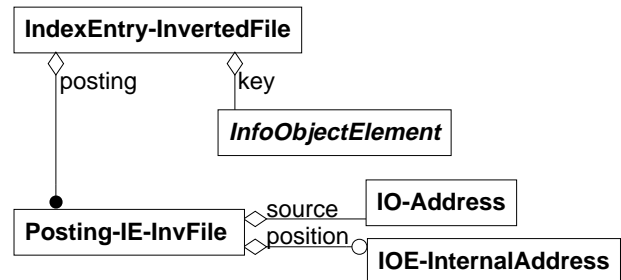 IndexEntry-InvertedFile
posting
key
InfoObjectElement
source
IO-Address
Posting-IE-InvFile
position
IOE-InternalAddress